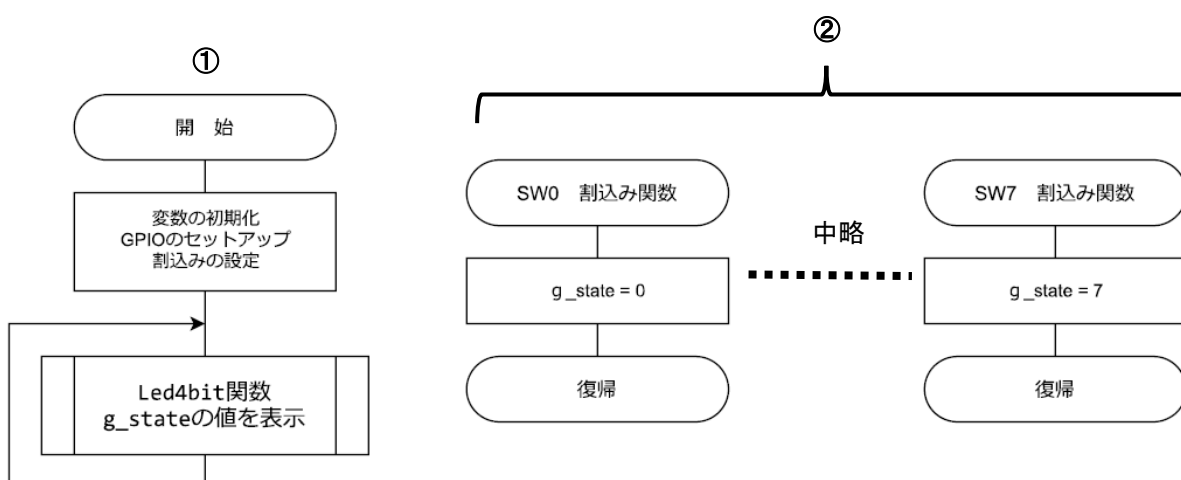 ①
開　始
変数の初期化
GPIOのセットアップ
割込みの設定
Led4bit関数
g_stateの値を表示
②
SW0　割込み関数
g_state = 0
復帰
中略
SW7　割込み関数
g_state = 7
復帰